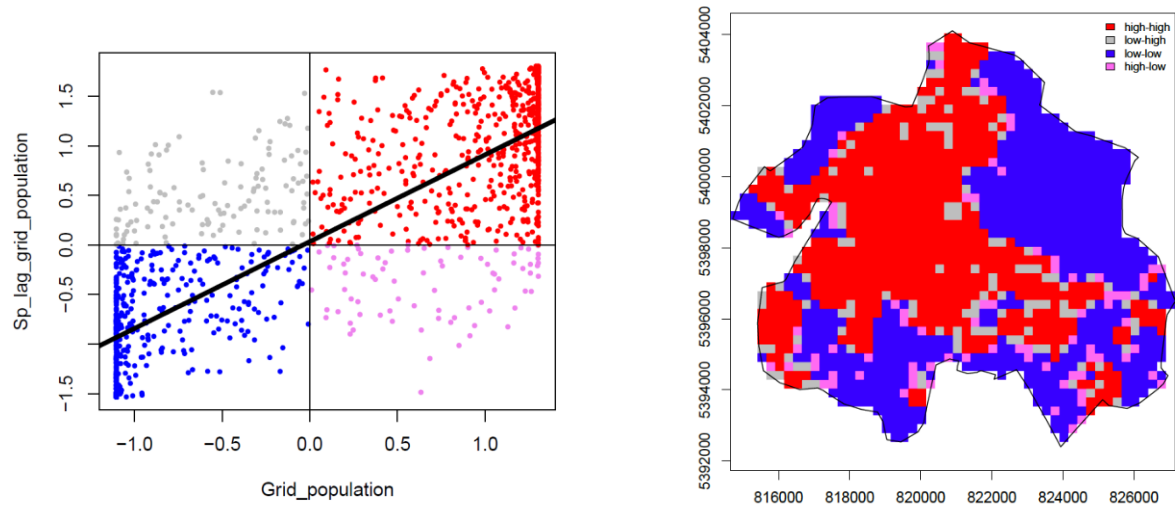 Sp_lag_grid_population
1.5
1.0
0.5
0.0
−0.5
−1.5
−1.0 −0.5 0.0 0.5 1.0
Grid_population
high-high
low-high
low-low
high-low
5404000
5402000
5400000
5398000
5396000
5394000
5392000
816000 818000 820000 822000 824000 826000